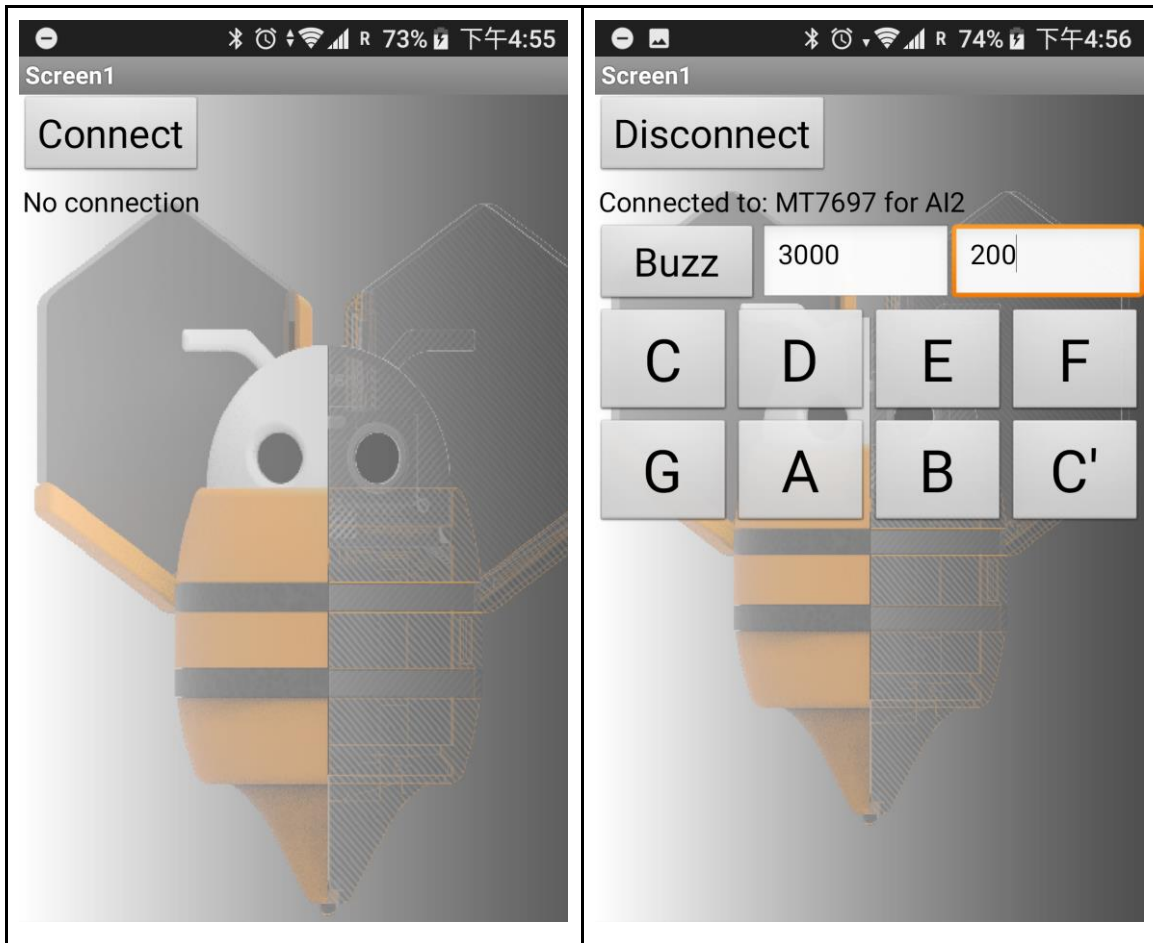 R 73% 下午4:55
Screen1
Connect
No connection
R 74% 下午4:56
Screen1
Disconnect
Connected to: MT7697 for AI2
Buzz 3000 200
C D E F
G A B C'